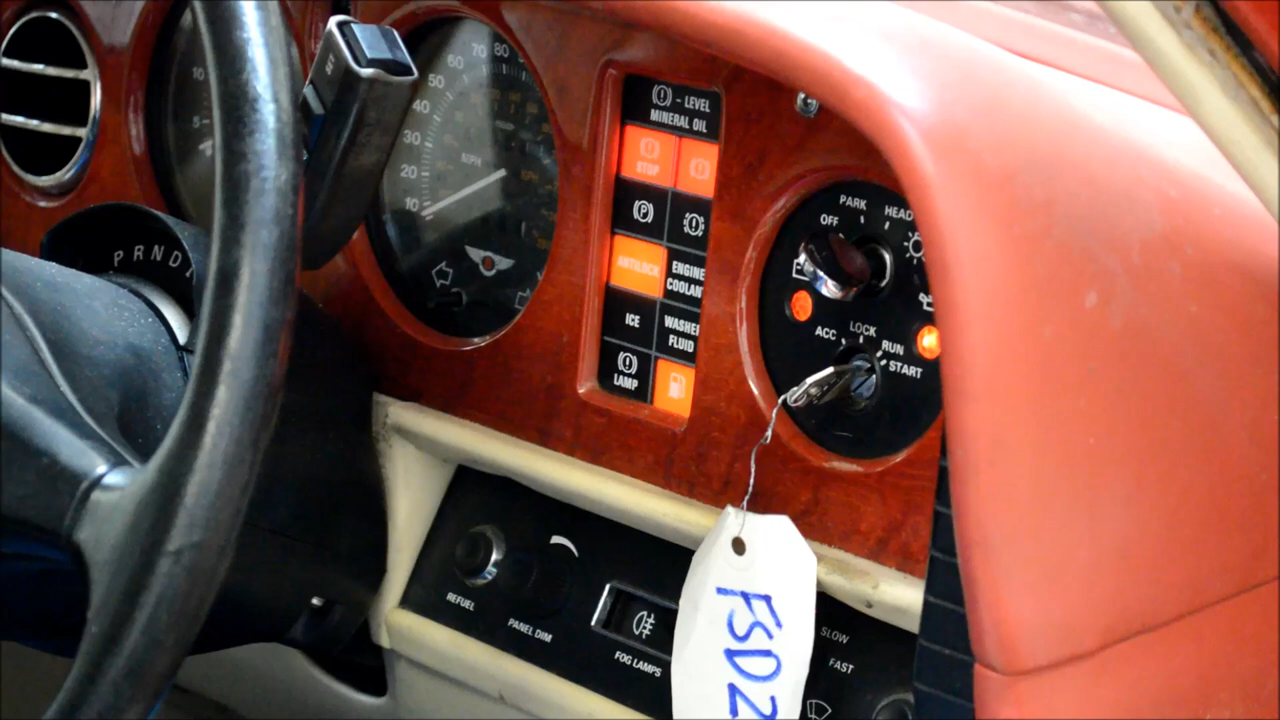 10
5
SET
80
70
60
50
40
30
20
10
MPH
P R N D I
(!) - LEVEL
MINERAL OIL
STOP
P
ANTILOCK
ENGINE
COOLANT
ICE
WASHER
FLUID
LAMP
PARK
OFF
HEAD
LOCK
ACC
RUN
START
REFUEL
PANEL DIM
FOG LAMPS
SLOW
FAST
FSD2